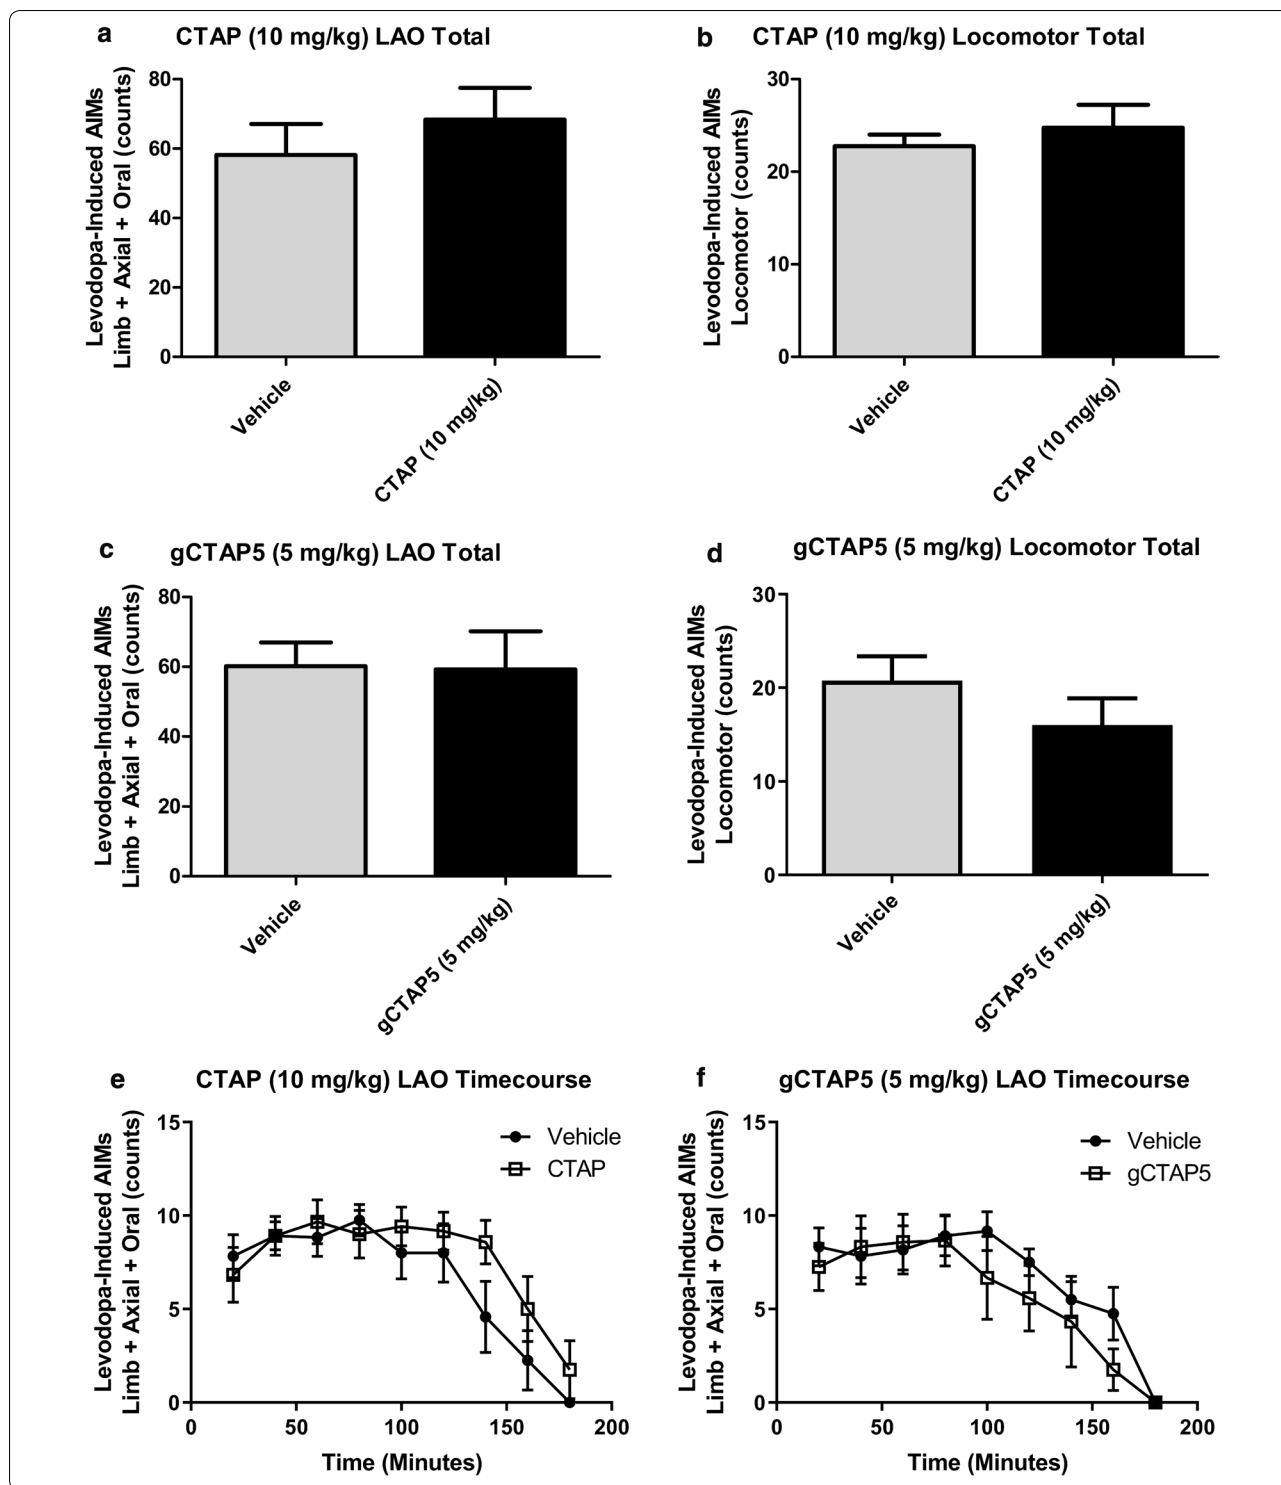 a
CTAP (10 mg/kg) LAO Total
Levodopa-Induced AIMs
Limb + Axial + Oral (counts)
80
60
40
20
0
Vehicle
CTAP (10 mg/kg)
b
CTAP (10 mg/kg) Locomotor Total
Levodopa-Induced AIMs
Locomotor (counts)
30
20
10
0
Vehicle
CTAP (10 mg/kg)
c
gCTAP5 (5 mg/kg) LAO Total
Levodopa-Induced AIMs
Limb + Axial + Oral (counts)
80
60
40
20
0
Vehicle
gCTAP5 (5 mg/kg)
d
gCTAP5 (5 mg/kg) Locomotor Total
Levodopa-Induced AIMs
Locomotor (counts)
30
20
10
0
Vehicle
gCTAP5 (5 mg/kg)
e
CTAP (10 mg/kg) LAO Timecourse
Levodopa-Induced AIMs
Limb + Axial + Oral (counts)
15
10
5
0
Vehicle
CTAP
0 50 100 150 200
Time (Minutes)
f
gCTAP5 (5 mg/kg) LAO Timecourse
Levodopa-Induced AIMs
Limb + Axial + Oral (counts)
15
10
5
0
Vehicle
gCTAP5
0 50 100 150 200
Time (Minutes)